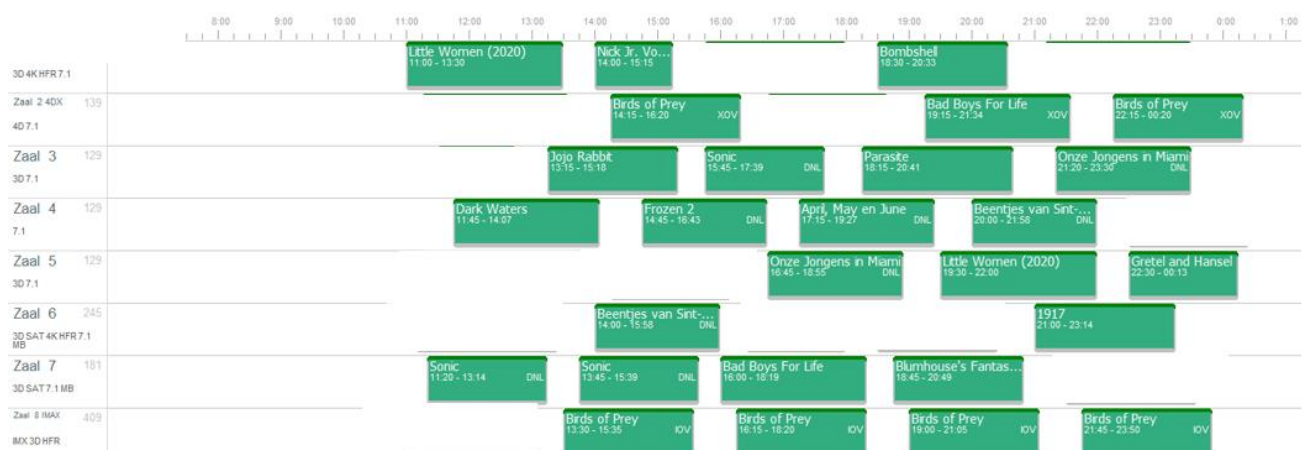 8:00 9:00 10:00 11:00 12:00 13:00 14:00 15:00 16:00 17:00 18:00 19:00 20:00 21:00 22:00 23:00 0:00 1:00
Little Women (2020) Nick Jr. Vo... Bombshell
11:00 - 13:30 14:00 - 15:15 18:30 - 20:33
3D 4K HFR 7.1
Zaal 2 4DX 139 Birds of Prey Bad Boys For Life Birds of Prey
14:15 - 16:20 XOV 19:15 - 21:34 XOV 22:15 - 00:20 XOV
4D 7.1
Zaal 3 129 Jojo Rabbit Sonic Parasite Onze Jongens in Miami
13:15 - 15:18 15:45 - 17:39 DNL 18:15 - 20:41 21:20 - 23:30 DNL
3D 7.1
Zaal 4 129 Dark Waters Frozen 2 April, May en June Beentjes van Sint-...
11:45 - 14:07 14:45 - 16:43 DNL 17:15 - 19:27 DNL 20:00 - 21:58 DNL
7.1
Zaal 5 129 Onze Jongens in Miami Little Women (2020) Gretel and Hansel
16:45 - 18:55 DNL 19:30 - 22:00 22:30 - 00:13
3D 7.1
Zaal 6 245 Beentjes van Sint-... 1917
14:00 - 15:58 DNL 21:00 - 23:14
3D SAT 4K HFR 7.1
MB
Zaal 7 181 Sonic Sonic Bad Boys For Life Blumhouse's Fantas...
11:20 - 13:14 DNL 13:45 - 15:39 DNL 16:00 - 18:19 18:45 - 20:49
3D SAT 7.1 MB
Zaal 8 IMAX 409 Birds of Prey Birds of Prey Birds of Prey Birds of Prey
13:30 - 15:35 IOV 16:15 - 18:20 IOV 19:00 - 21:05 IOV 21:45 - 23:50 IOV
IMX 3D HFR